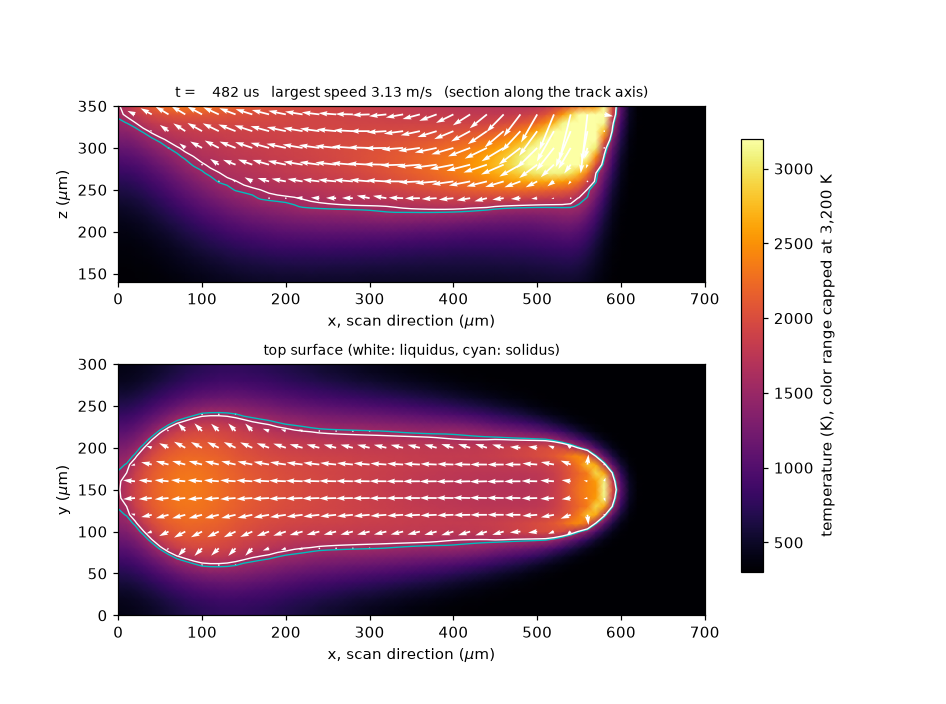 t =    482 us   largest speed 3.13 m/s   (section along the track axis)
350
300
250
200
150
z (μm)
0 100 200 300 400 500 600 700
x, scan direction (μm)
top surface (white: liquidus, cyan: solidus)
300
250
200
150
100
50
0
y (μm)
0 100 200 300 400 500 600 700
x, scan direction (μm)
3000
2500
2000
1500
1000
500
temperature (K), color range capped at 3,200 K